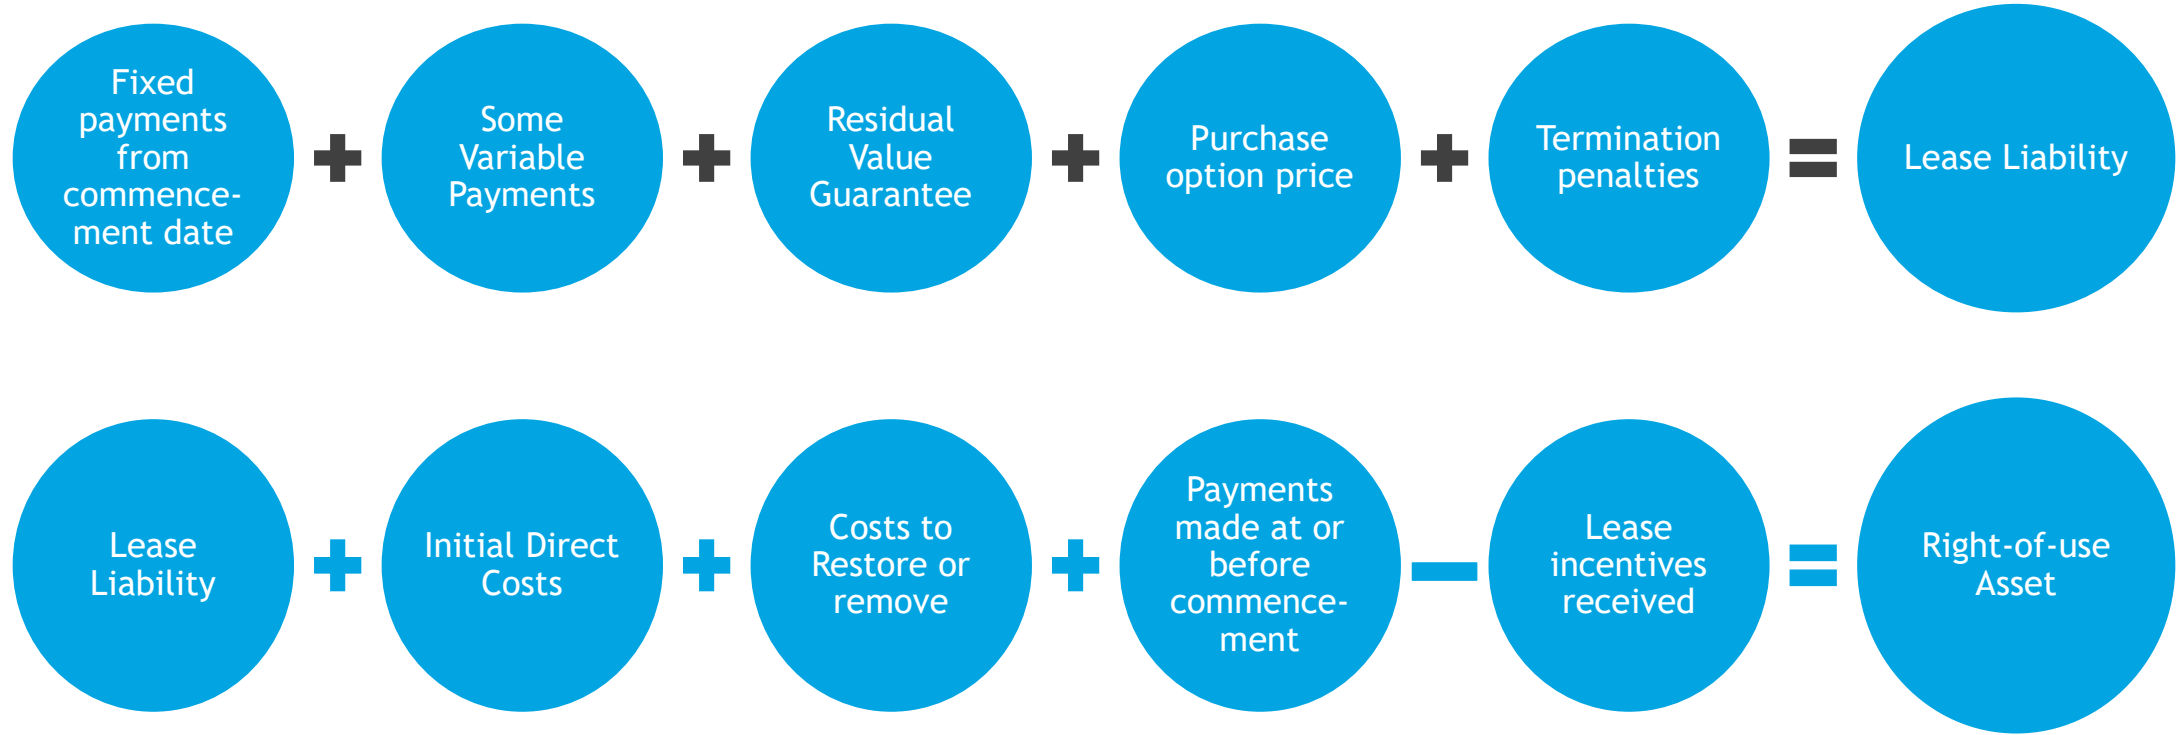 Fixed
payments
from
commence-
ment date
Some
Variable
Payments
Residual
Value
Guarantee
Purchase
option price
Termination
penalties
Lease Liability
Lease
Liability
Initial Direct
Costs
Costs to
Restore or
remove
Payments
made at or
before
commence-
ment
Lease
incentives
received
Right-of-use
Asset